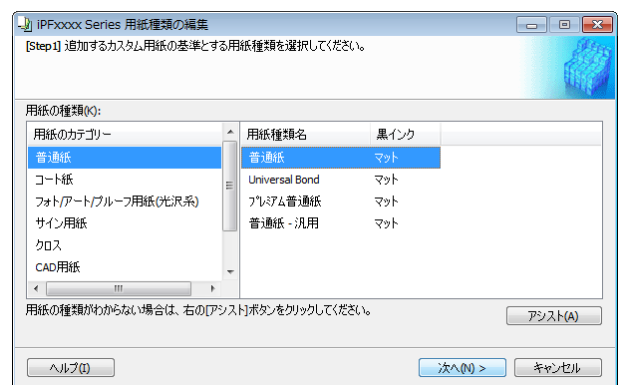 iPFxxxx Series 用紙種類の編集
[Step1] 追加するカスタム用紙の基準とする用紙種類を選択してください。
用紙の種類(K):
用紙のカテゴリー
用紙種類名 黒インク
普通紙
普通紙 マット
コート紙
Universal Bond マット
フォト/アート/プルーフ用紙(光沢系)
プレミアム普通紙 マット
サイン用紙
普通紙 - 汎用 マット
クロス
CAD用紙
用紙の種類がわからない場合は、右の[アシスト]ボタンをクリックしてください。
アシスト(A)
ヘルプ(I)
次へ(N) >
キャンセル